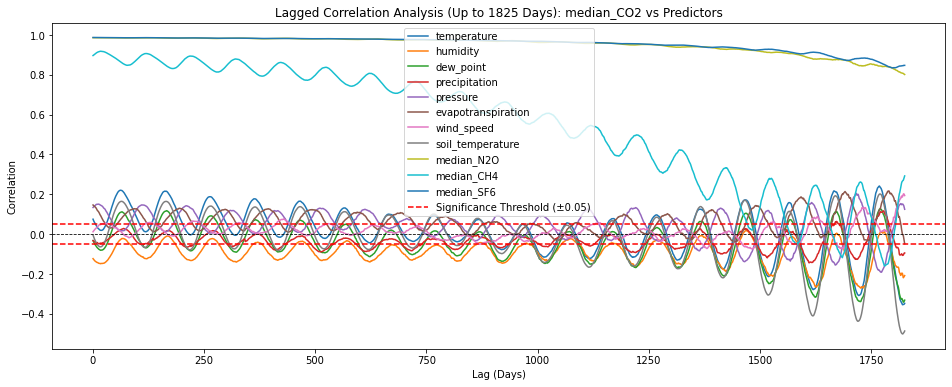 Lagged Correlation Analysis (Up to 1825 Days): median_CO2 vs Predictors
Correlation
1.0
0.8
0.6
0.4
0.2
0.0
−0.2
−0.4
temperature
humidity
dew_point
precipitation
pressure
evapotranspiration
wind_speed
soil_temperature
median_N2O
median_CH4
median_SF6
Significance Threshold (±0.05)
0 250 500 750 1000 1250 1500 1750
Lag (Days)